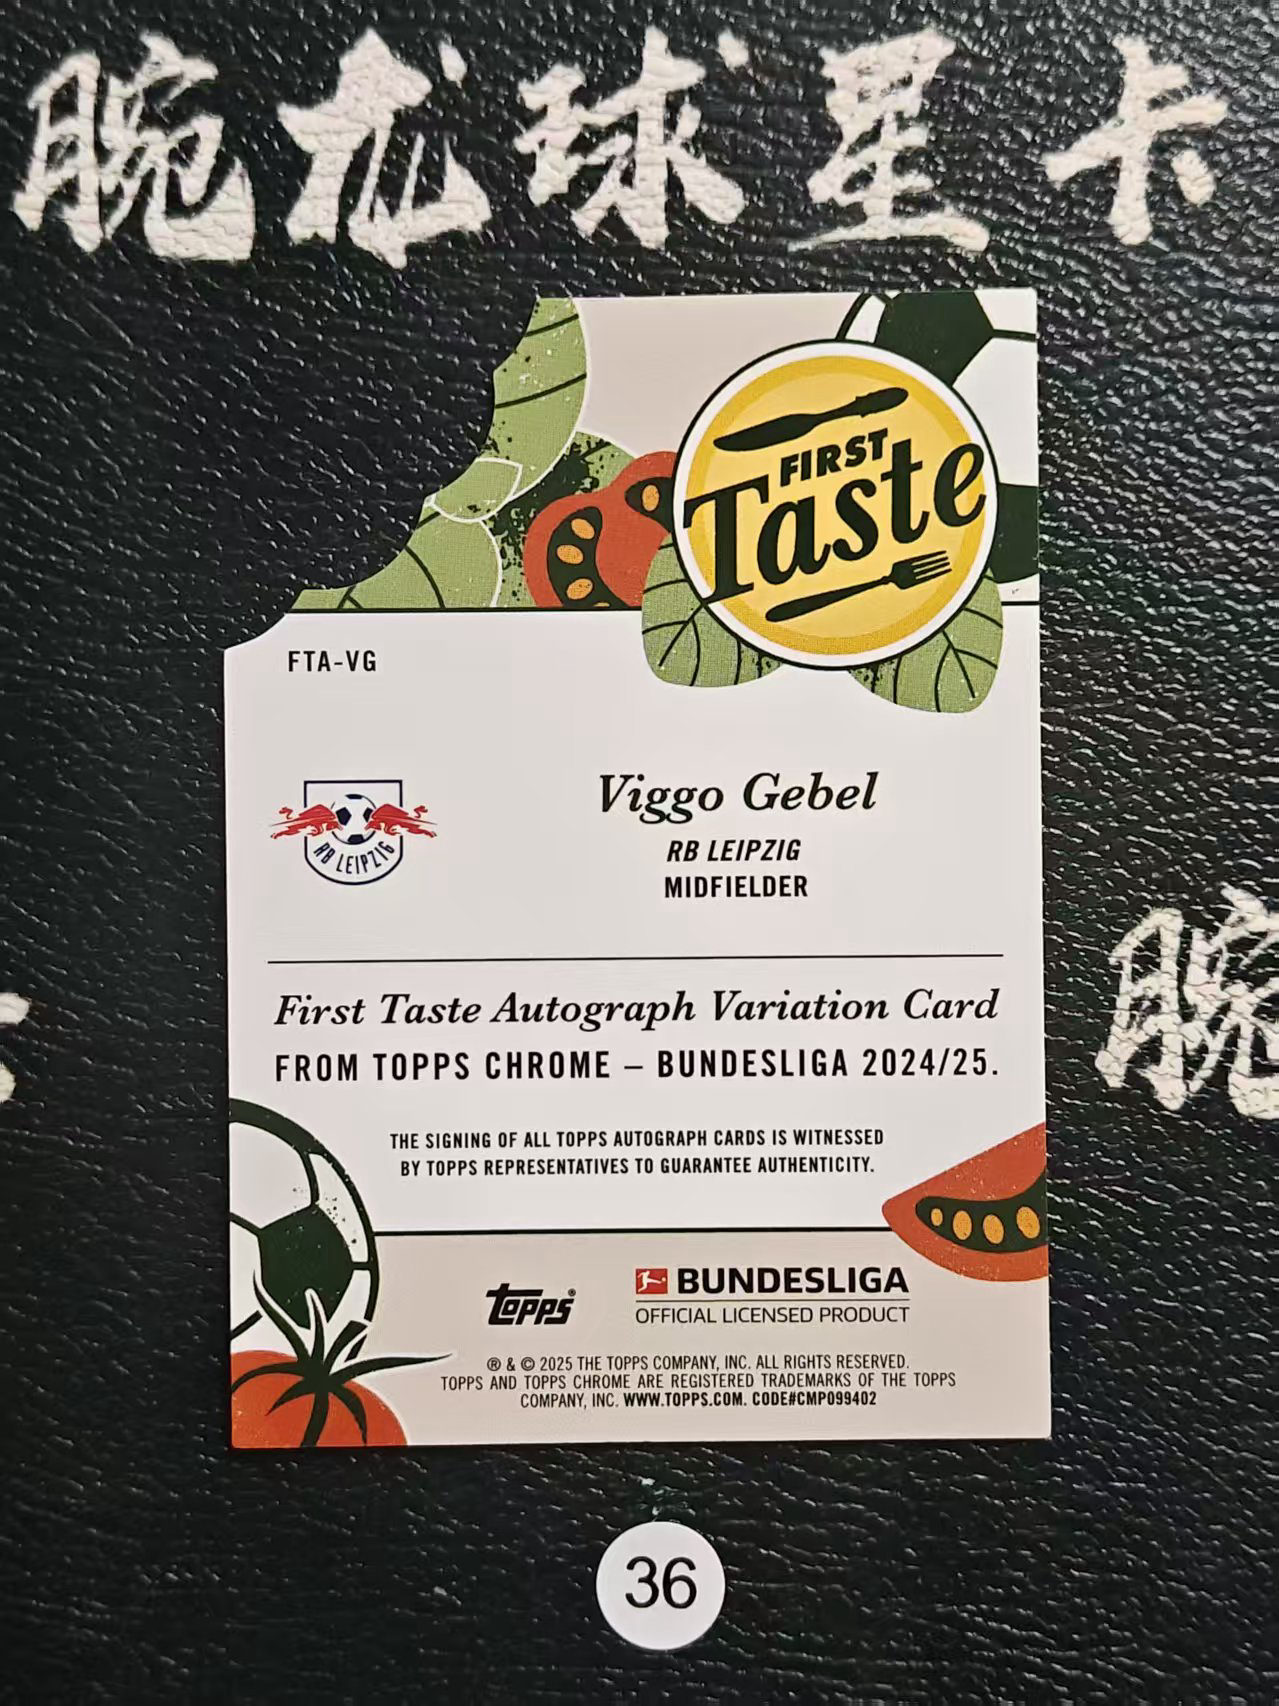 腕龙球星卡
FIRST
Taste
FTA-VG
RB LEIPZIG
Viggo Gebel
RB LEIPZIG
MIDFIELDER
First Taste Autograph Variation Card
FROM TOPPS CHROME – BUNDESLIGA 2024/25.
THE SIGNING OF ALL TOPPS AUTOGRAPH CARDS IS WITNESSED
BY TOPPS REPRESENTATIVES TO GUARANTEE AUTHENTICITY.
topps®
BUNDESLIGA
OFFICIAL LICENSED PRODUCT
® & © 2025 THE TOPPS COMPANY, INC. ALL RIGHTS RESERVED.
TOPPS AND TOPPS CHROME ARE REGISTERED TRADEMARKS OF THE TOPPS
COMPANY, INC. WWW.TOPPS.COM. CODE#CMP099402
腕
36